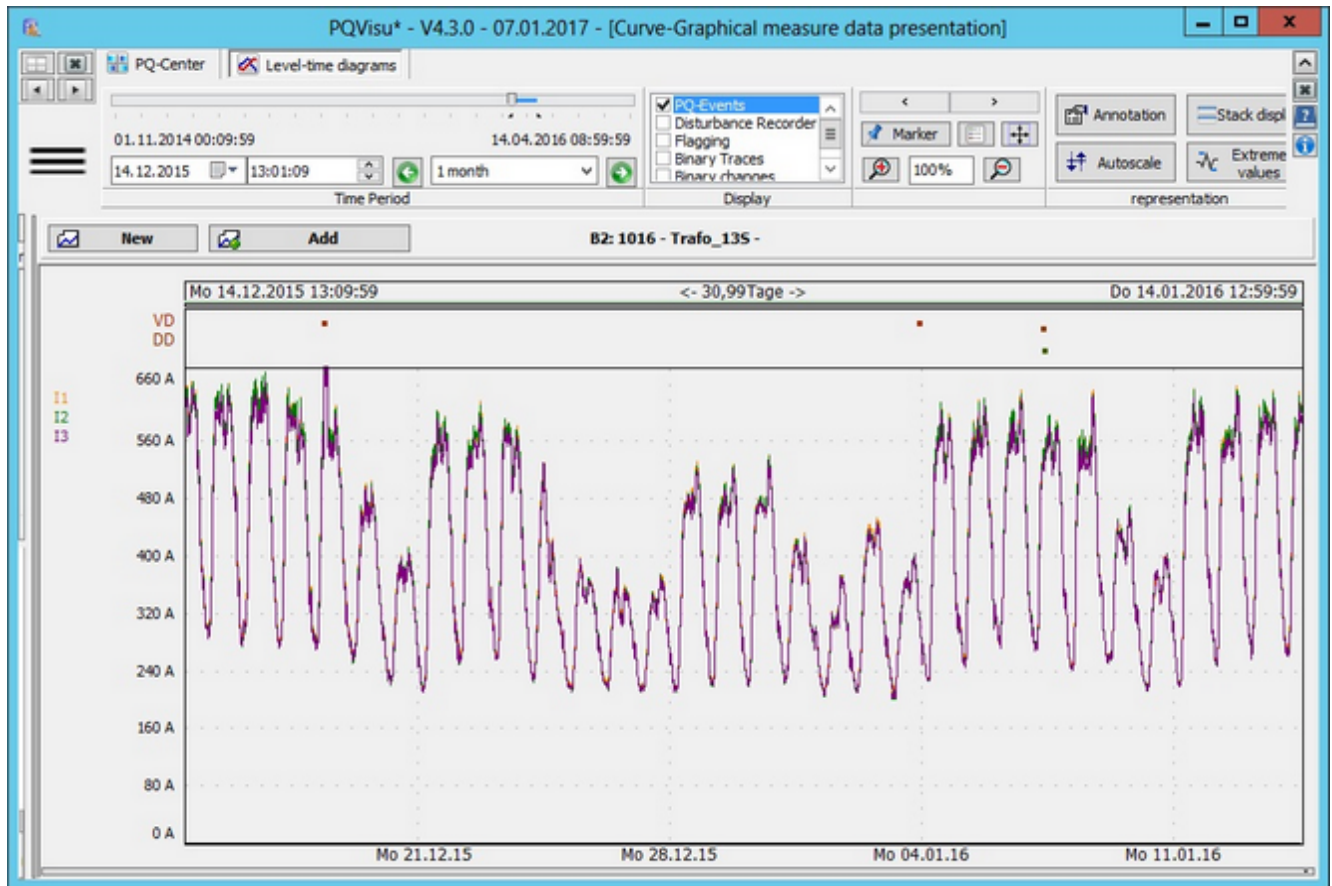 PQVisu* - V4.3.0 - 07.01.2017 - [Curve-Graphical measure data presentation]
PQ-Center
Level-time diagrams
01.11.2014 00:09:59
14.04.2016 08:59:59
14.12.2015
13:01:09
1 month
Time Period
PQ-Events
Disturbance Recorder
Flagging
Binary Traces
Binary changes
Display
<
>
Marker
100%
Annotation
Stack displ
Autoscale
Extreme
values
representation
New
Add
B2: 1016 - Trafo_13S -
Mo 14.12.2015 13:09:59
<- 30,99Tage ->
Do 14.01.2016 12:59:59
VD
DD
I1
I2
I3
660 A
560 A
480 A
400 A
320 A
240 A
160 A
80 A
0 A
Mo 21.12.15
Mo 28.12.15
Mo 04.01.16
Mo 11.01.16